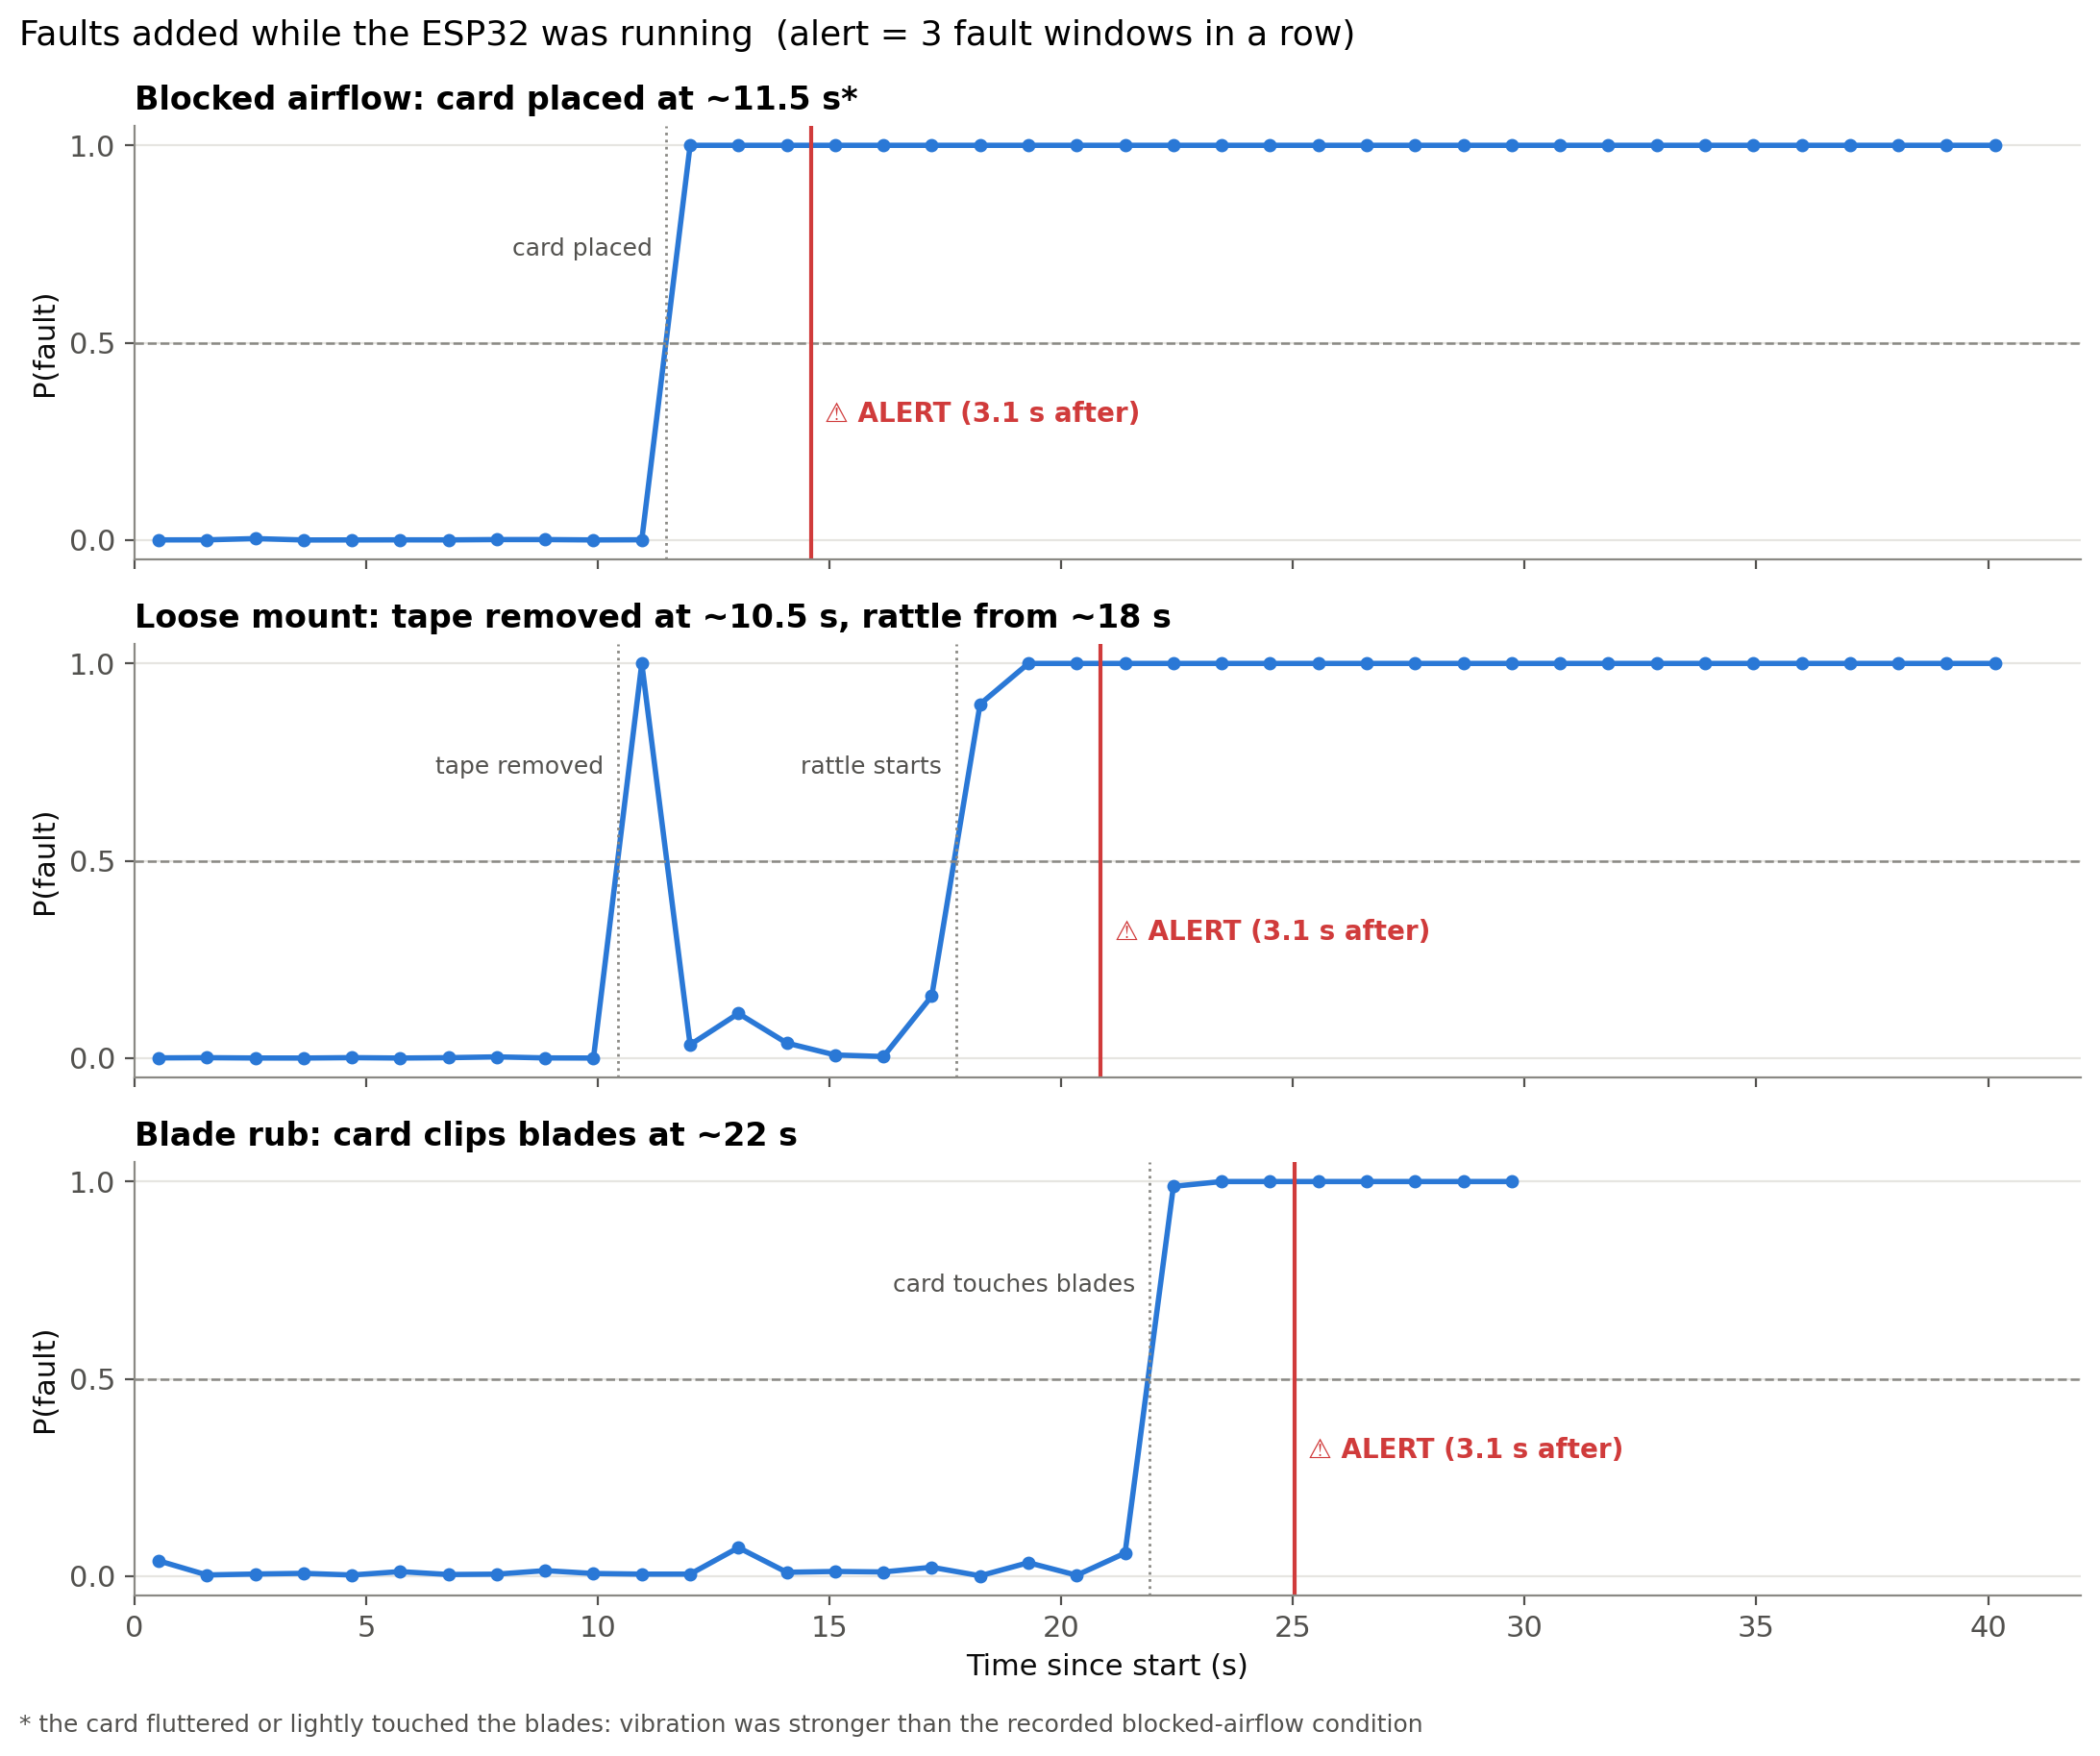 Faults added while the ESP32 was running  (alert = 3 fault windows in a row)
Blocked airflow: card placed at ~11.5 s*
P(fault)
1.0
0.5
0.0
card placed
⚠ ALERT (3.1 s after)
Loose mount: tape removed at ~10.5 s, rattle from ~18 s
P(fault)
1.0
0.5
0.0
tape removed
rattle starts
⚠ ALERT (3.1 s after)
Blade rub: card clips blades at ~22 s
P(fault)
1.0
0.5
0.0
card touches blades
⚠ ALERT (3.1 s after)
0 5 10 15 20 25 30 35 40
Time since start (s)
* the card fluttered or lightly touched the blades: vibration was stronger than the recorded blocked-airflow condition